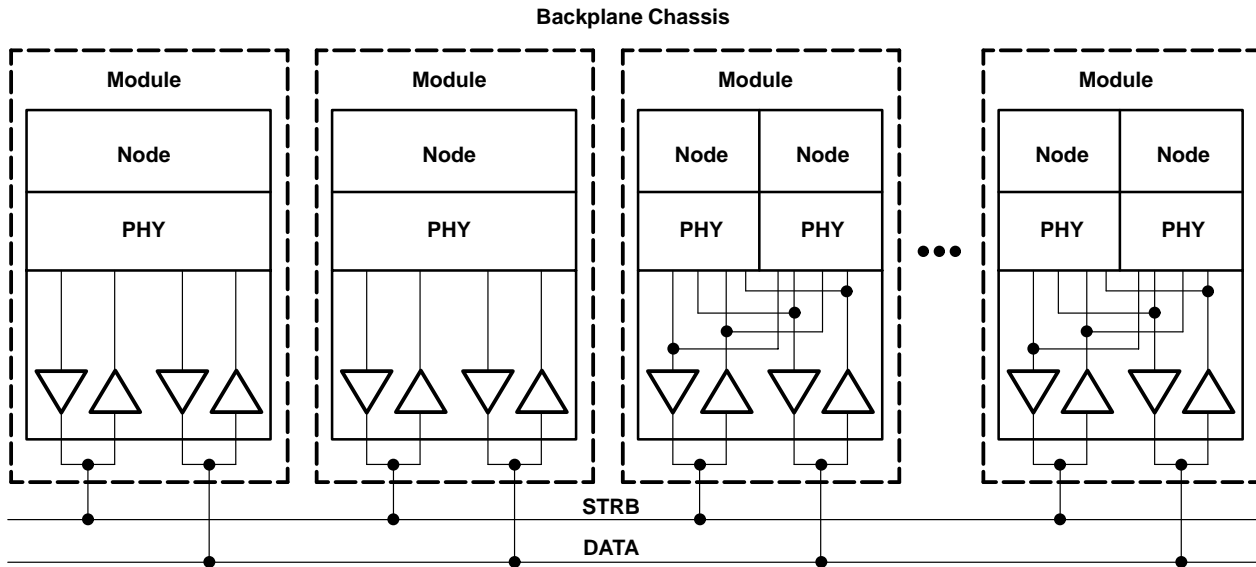 Backplane Chassis
Module Module Module Module
Node Node Node Node Node Node
PHY PHY PHY PHY PHY PHY
STRB
DATA